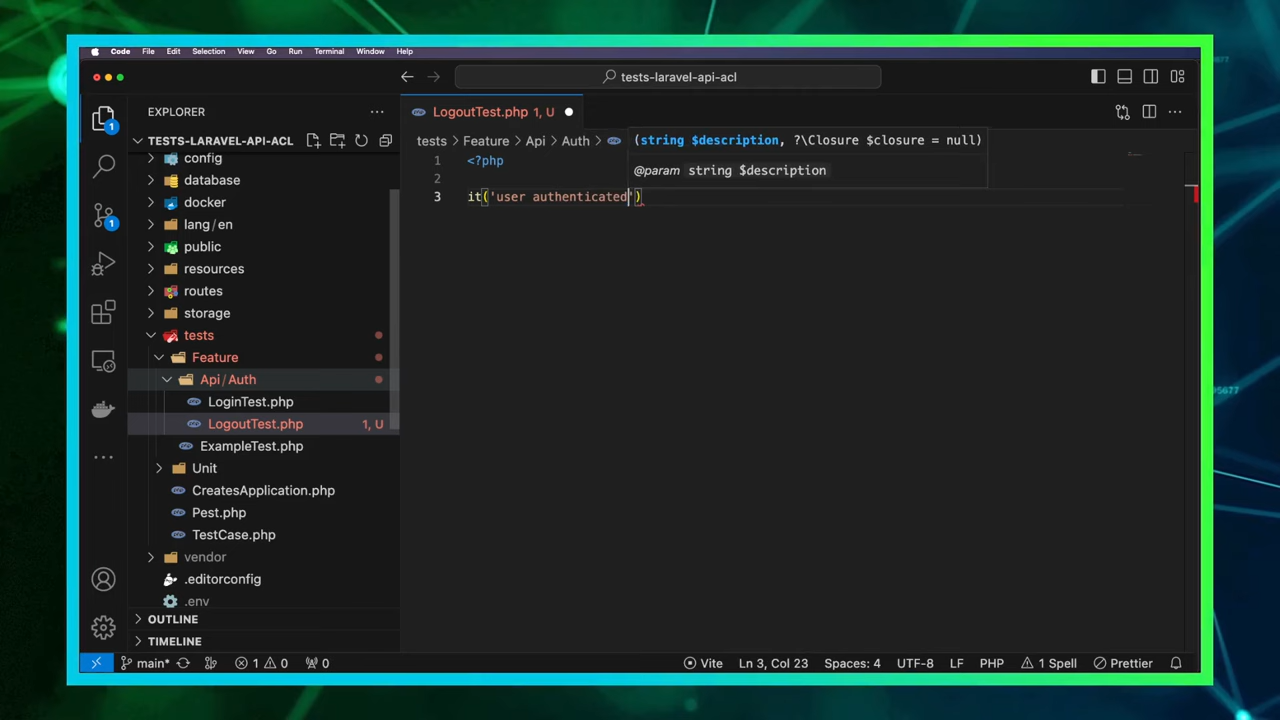 Code File Edit Selection View Go Run Terminal Window Help
tests-laravel-api-acl
EXPLORER
LogoutTest.php 1, U
TESTS-LARAVEL-API-ACL
tests > Feature > Api > Auth >
(string $description, ?\Closure $closure = null)
@param string $description
1 <?php
2
3 it('user authenticated')
config
database
docker
lang/en
public
resources
routes
storage
tests
Feature
Api/Auth
LoginTest.php
LogoutTest.php 1, U
ExampleTest.php
Unit
CreatesApplication.php
Pest.php
TestCase.php
vendor
.editorconfig
.env
OUTLINE
TIMELINE
1
1
main* 1 0 0 Vite Ln 3, Col 23 Spaces: 4 UTF-8 LF PHP 1 Spell Prettier